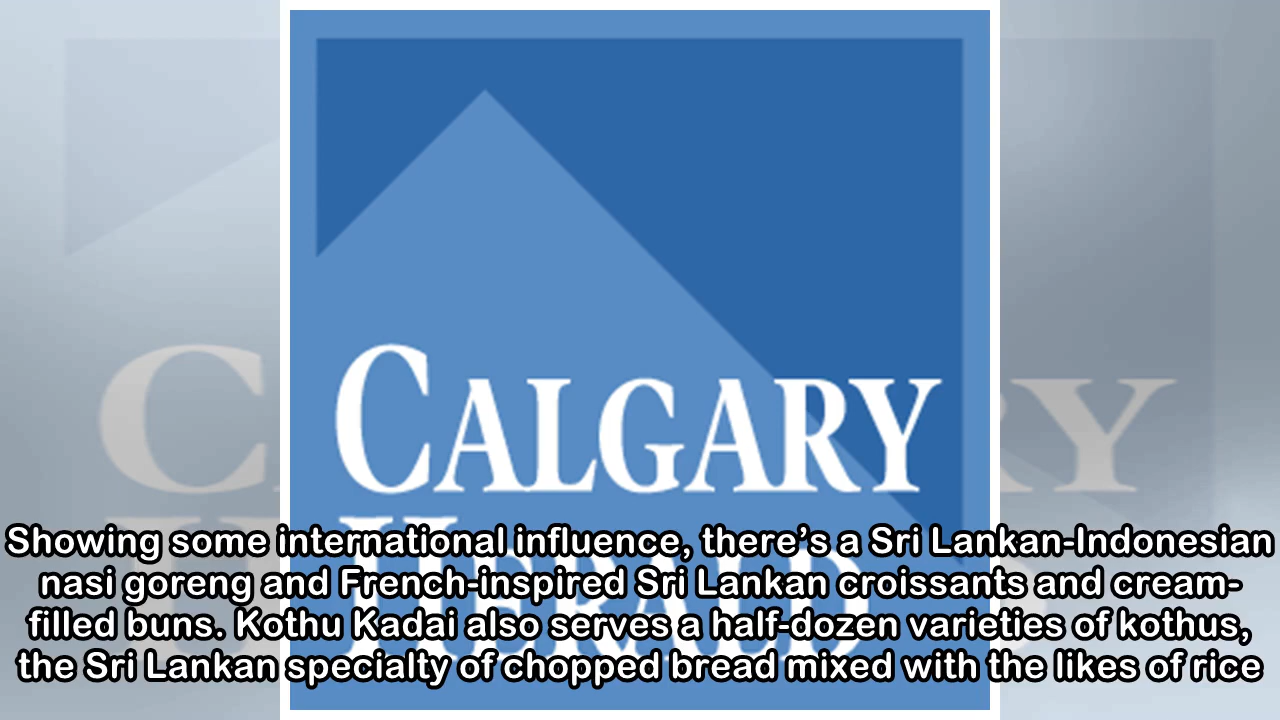 CALGARY
HERALD
Showing some international influence, there's a Sri Lankan-Indonesian
nasi goreng and French-inspired Sri Lankan croissants and cream-
filled buns. Kothu Kadai also serves a half-dozen varieties of kothus,
the Sri Lankan specialty of chopped bread mixed with the likes of rice